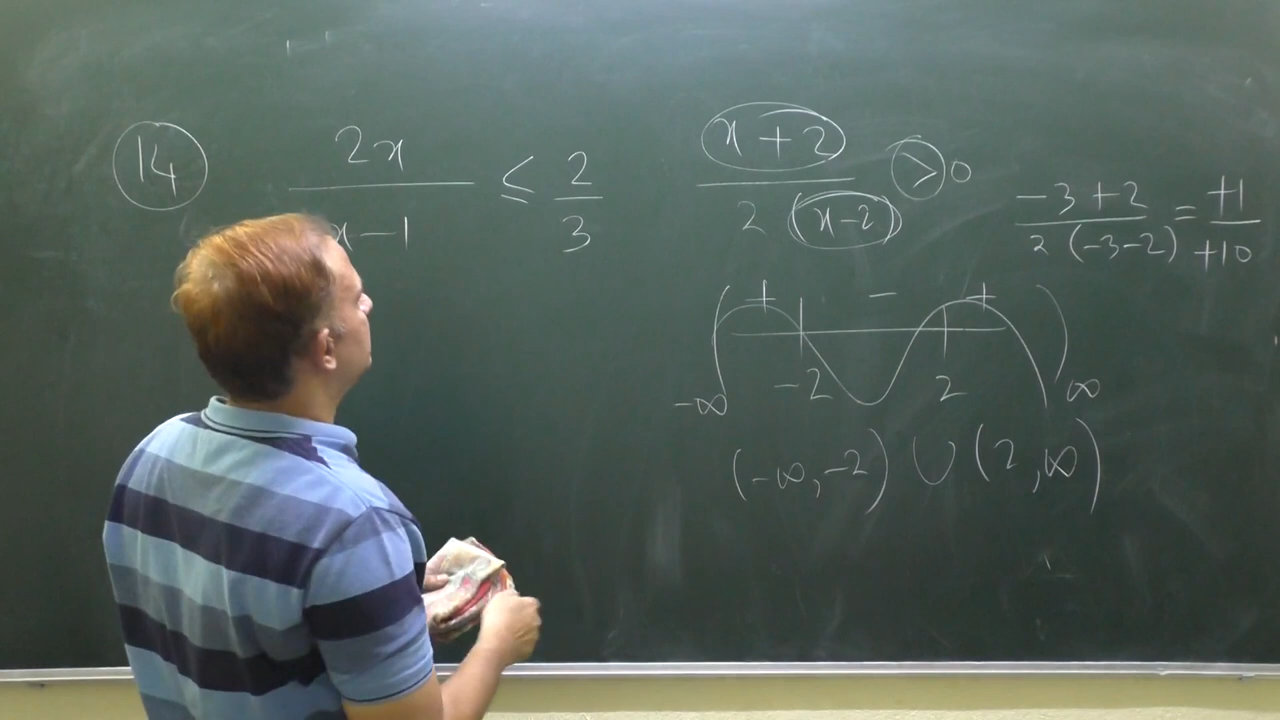 14
2x / x-1 ≤ 2/3
x+2 / 2(x-2) > 0
-3+2 / 2(-3-2) = +1 / +10
+ - +
-∞ -2 2 ∞
(-∞, -2) ∪ (2, ∞)